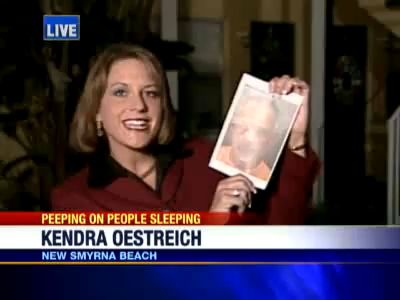 LIVE
PEEPING ON PEOPLE SLEEPING
KENDRA OESTREICH
NEW SMYRNA BEACH